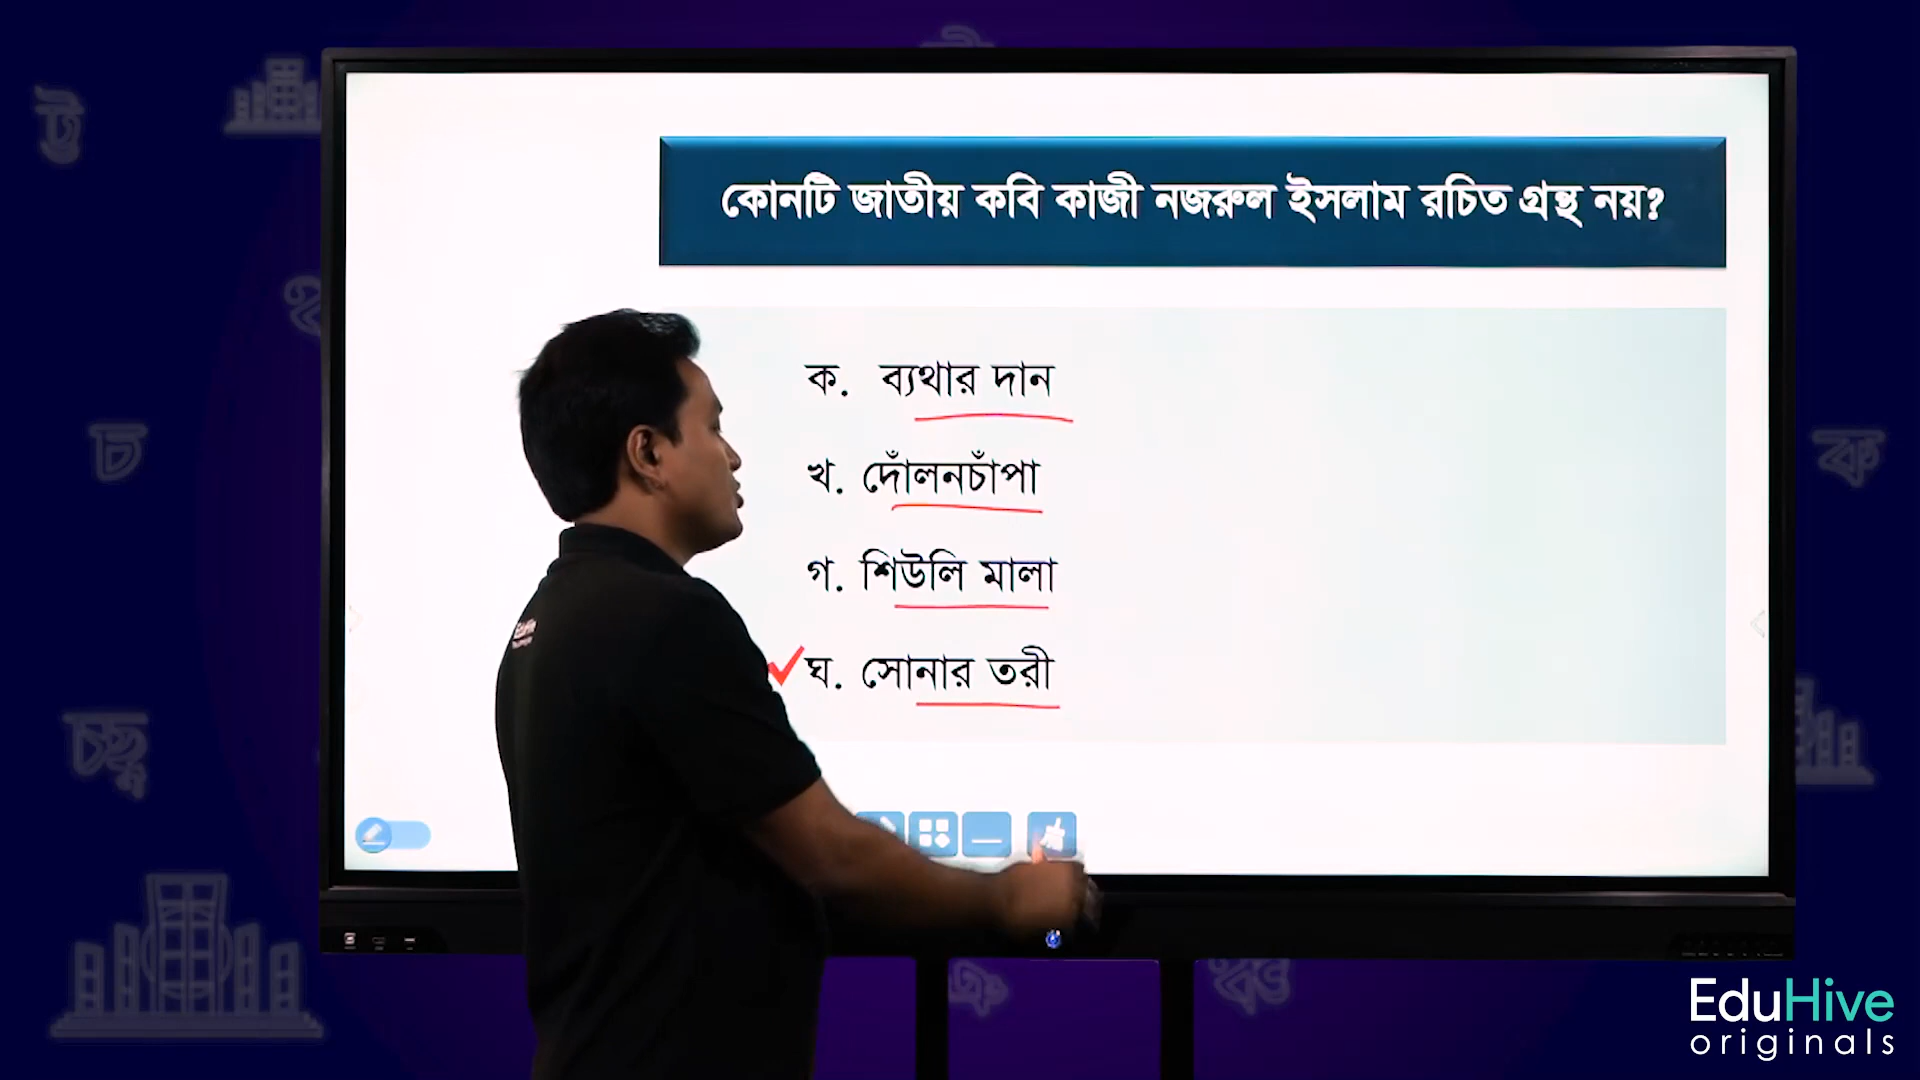 কোনটি জাতীয় কবি কাজী নজরুল ইসলাম রচিত গ্রন্থ নয়?
ক. ব্যথার দান
খ. দোঁলনচাঁপা
গ. শিউলি মালা
ঘ. সোনার তরী
EduHive
originals